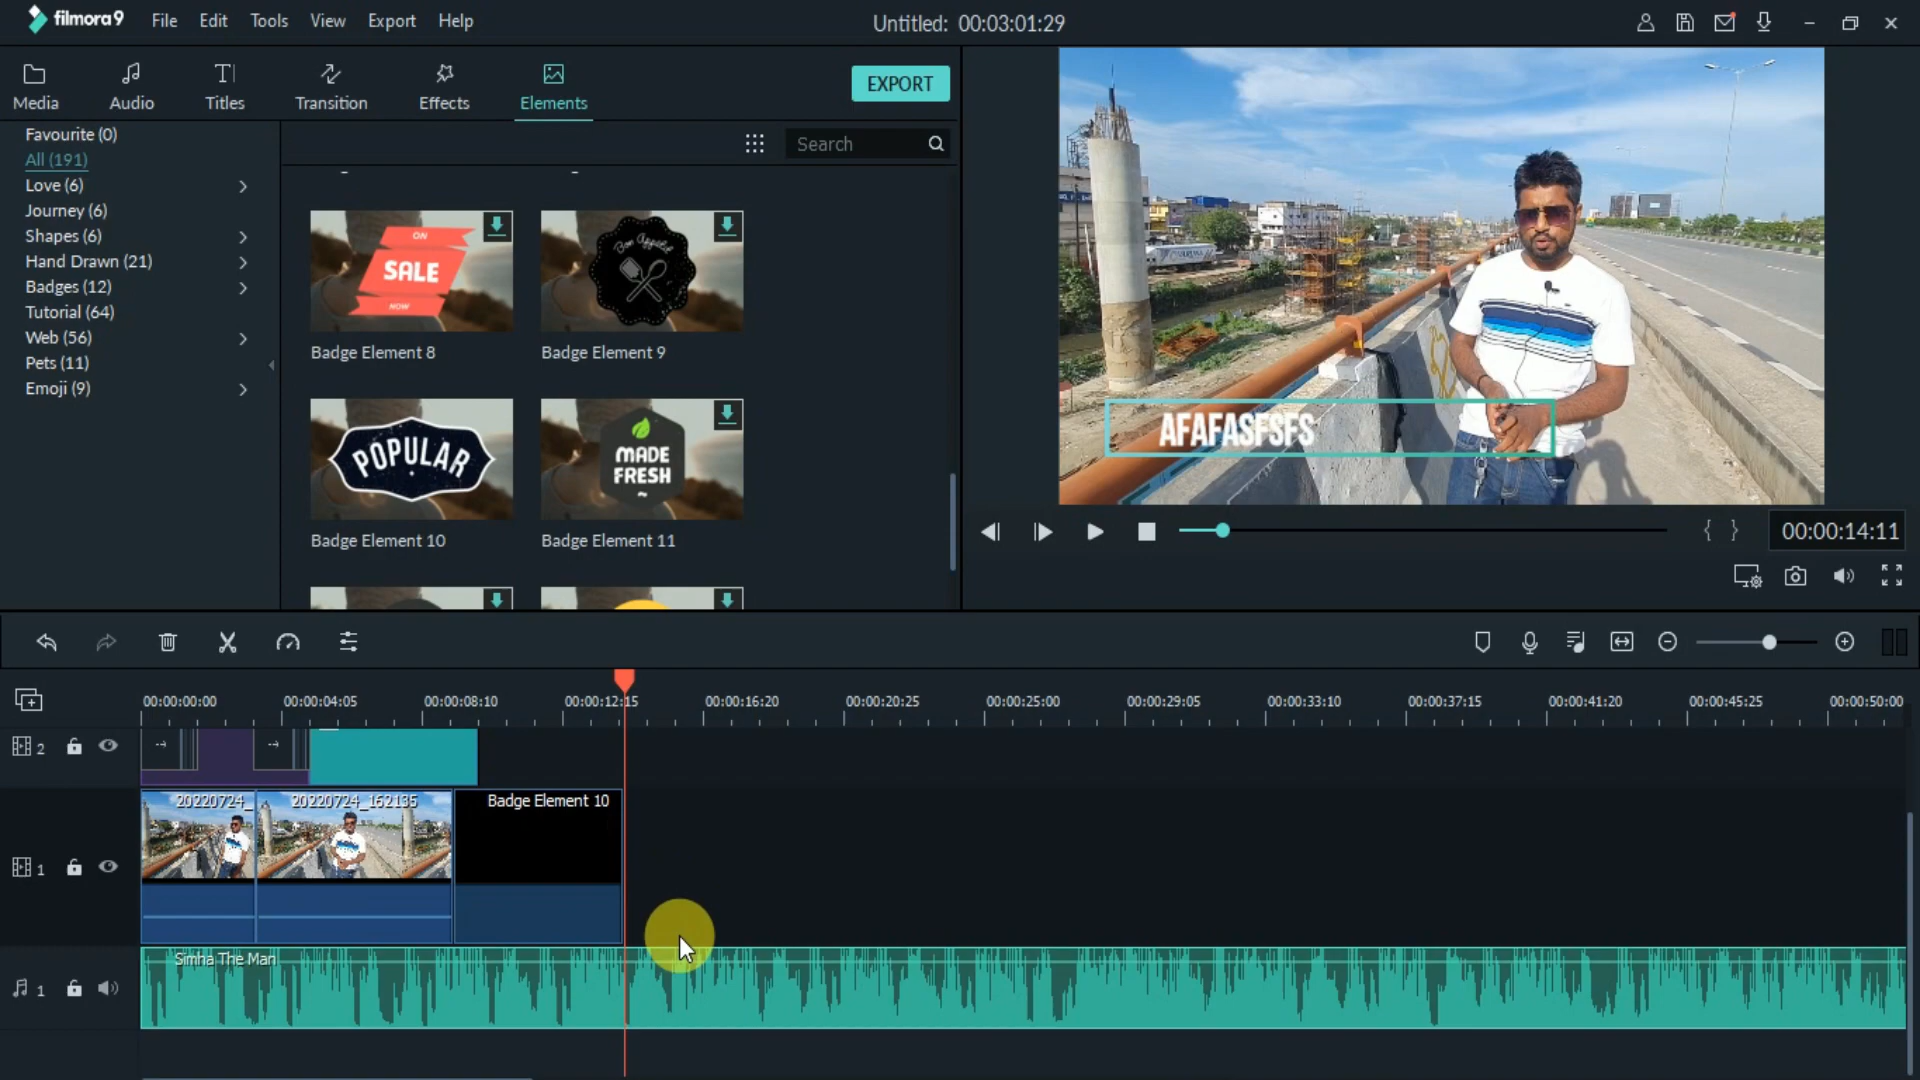 filmora9 File Edit Tools View Export Help Untitled: 00:03:01:29
Media Audio Titles Transition Effects Elements EXPORT
Favourite (0)
All (191)
Love (6)
Journey (6)
Shapes (6)
Hand Drawn (21)
Badges (12)
Tutorial (64)
Web (56)
Pets (11)
Emoji (9)
Search
ON
SALE
NOW
Bon Appetit
Badge Element 8
Badge Element 9
POPULAR
MADE
FRESH
Badge Element 10
Badge Element 11
AFAFASFSFS
00:00:14:11
00:00:00:00 00:00:04:05 00:00:08:10 00:00:12:15 00:00:16:20 00:00:20:25 00:00:25:00 00:00:29:05 00:00:33:10 00:00:37:15 00:00:41:20 00:00:45:25 00:00:50:00
2
20220724_ 20220724_162135 Badge Element 10
1
Simha The Man
1